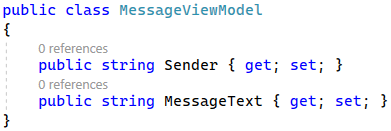 public class MessageViewModel
{
0 references
public string Sender { get; set; }
0 references
public string MessageText { get; set; }
}